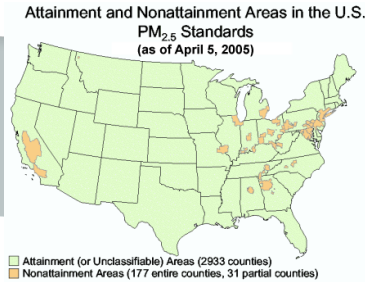 Attainment and Nonattainment Areas in the U.S.
PM2.5 Standards
(as of April 5, 2005)
Attainment (or Unclassifiable) Areas (2933 counties)
Nonattainment Areas (177 entire counties, 31 partial counties)